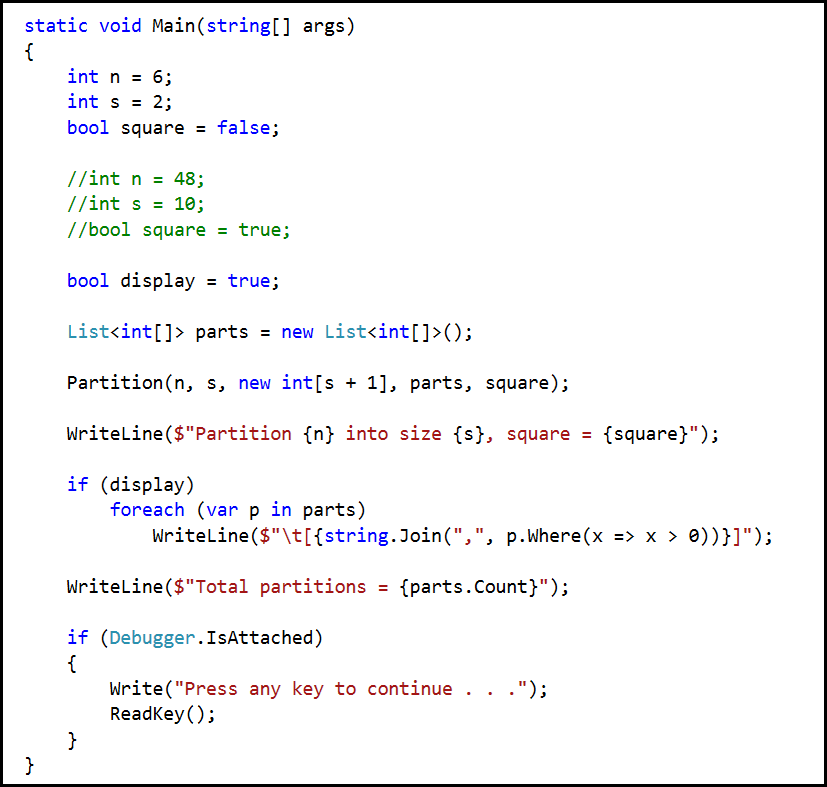 static void Main(string[] args)
{
    int n = 6;
    int s = 2;
    bool square = false;

    //int n = 48;
    //int s = 10;
    //bool square = true;

    bool display = true;

    List<int[]> parts = new List<int[]>();

    Partition(n, s, new int[s + 1], parts, square);

    WriteLine($"Partition {n} into size {s}, square = {square}");

    if (display)
        foreach (var p in parts)
            WriteLine($"\t[{string.Join(",", p.Where(x => x > 0))}]");

    WriteLine($"Total partitions = {parts.Count}");

    if (Debugger.IsAttached)
    {
        Write("Press any key to continue . . .");
        ReadKey();
    }
}